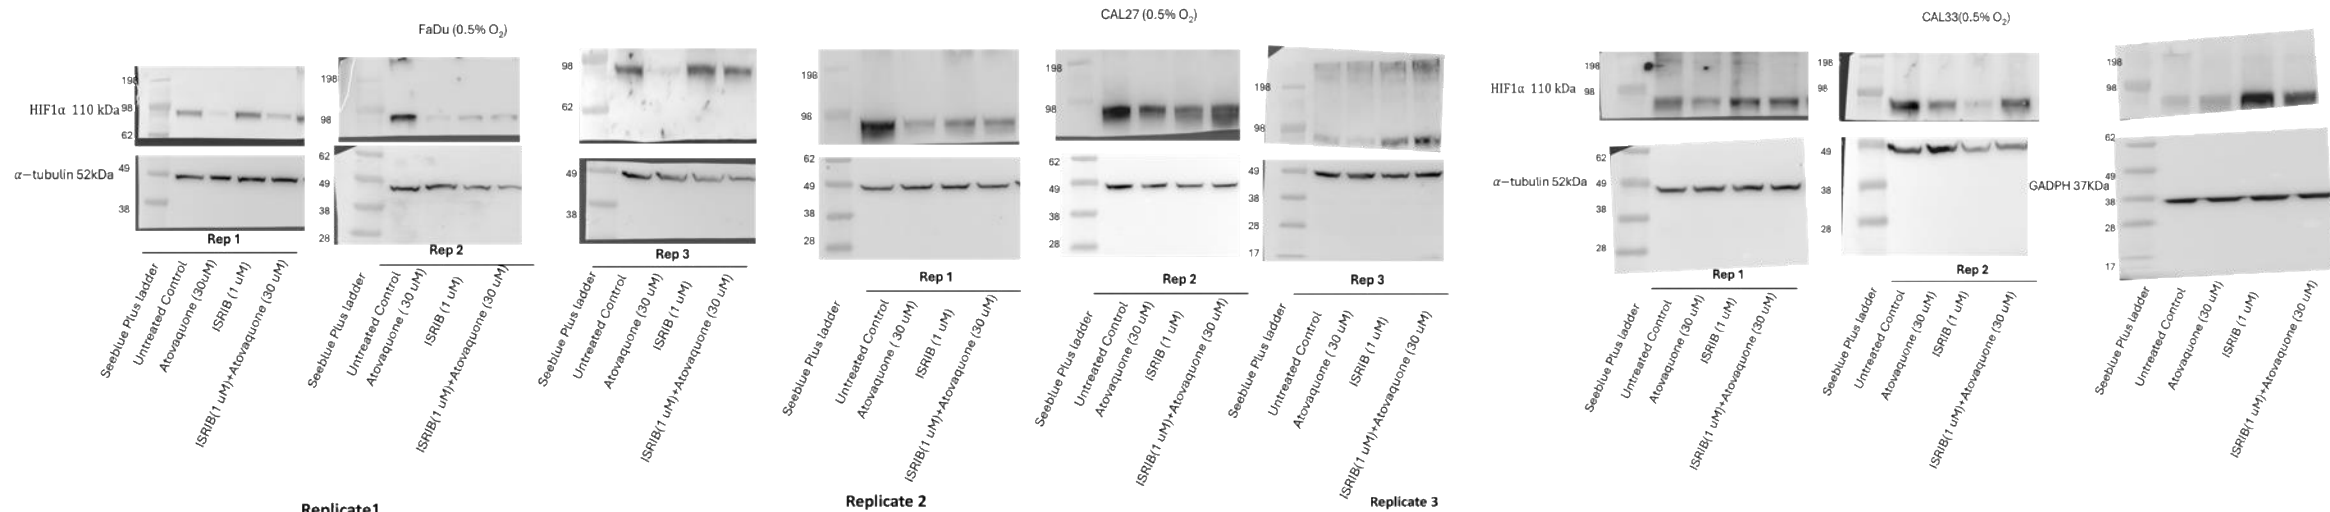 FaDu (0.5% O2)
CAL27 (0.5% O2)
CAL33(0.5% O2)
HIF1α 110 kDa
198
98
62
α−tubulin 52kDa
49
38
Rep 1
Seeblue Plus ladder
Untreated Control
Atovaquone (30uM)
ISRIB (1 uM)
ISRIB(1 uM)+Atovaquone (30 uM)
198
98
62
49
38
28
Rep 2
Seeblue Plus ladder
Untreated Control
Atovaquone ( 30 uM)
ISRIB (1 uM)
ISRIB(1 uM)+Atovaquone (30 uM)
98
62
49
38
Rep 3
Seeblue Plus ladder
Untreated Control
Atovaquone (30 uM)
ISRIB (1 uM)
ISRIB(1 uM)+Atovaquone (30 uM)
198
98
62
49
38
28
Rep 1
Seeblue Plus ladder
Untreated Control
Atovaquone ( 30 uM)
ISRIB (1 uM)
ISRIB(1 uM)+Atovaquone (30 uM)
198
98
62
49
38
28
Rep 2
Seeblue Plus ladder
Untreated Control
Atovaquone (30 uM)
ISRIB (1 uM)
ISRIB(1 uM)+Atovaquone (30 uM)
198
98
49
38
28
17
Rep 3
Seeblue Plus ladder
Untreated Control
Atovaquone ( 30 uM)
ISRIB (1 uM)
ISRIB(1 uM)+Atovaquone (30 uM)
HIF1α 110 kDa
198
98
α−tubulin 52kDa
62
49
38
28
Rep 1
Seeblue Plus ladder
Untreated Control
Atovaquone (30 uM)
ISRIB (1 uM)
ISRIB(1 uM)+Atovaquone (30 uM)
198
98
49
38
28
Rep 2
Seeblue Plus ladder
Untreated Control
Atovaquone (30 uM)
ISRIB (1 uM)
ISRIB(1 uM)+Atovaquone (30 uM)
198
98
GADPH 37KDa
62
49
38
28
17
Seeblue Plus ladder
Untreated Control
Atovaquone (30 uM)
ISRIB (1 uM)
ISRIB(1 uM)+Atovaquone (30 uM)
Replicate1
Replicate 2
Replicate 3